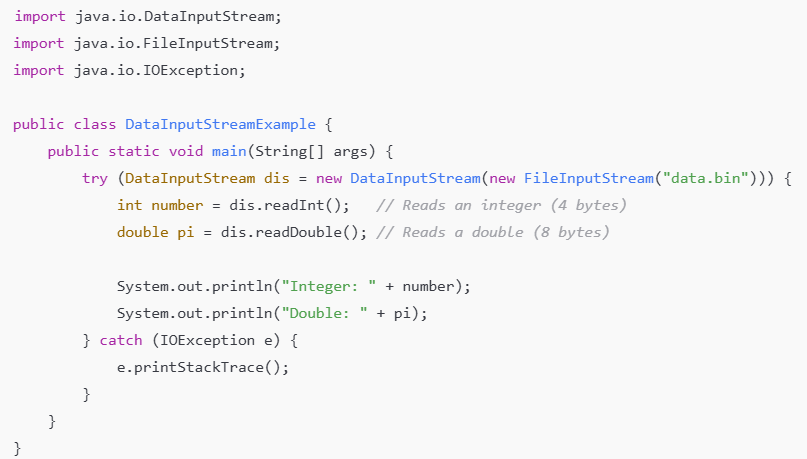 import java.io.DataInputStream;
import java.io.FileInputStream;
import java.io.IOException;

public class DataInputStreamExample {
    public static void main(String[] args) {
        try (DataInputStream dis = new DataInputStream(new FileInputStream("data.bin"))) {
            int number = dis.readInt();   // Reads an integer (4 bytes)
            double pi = dis.readDouble(); // Reads a double (8 bytes)

            System.out.println("Integer: " + number);
            System.out.println("Double: " + pi);
        } catch (IOException e) {
            e.printStackTrace();
        }
    }
}